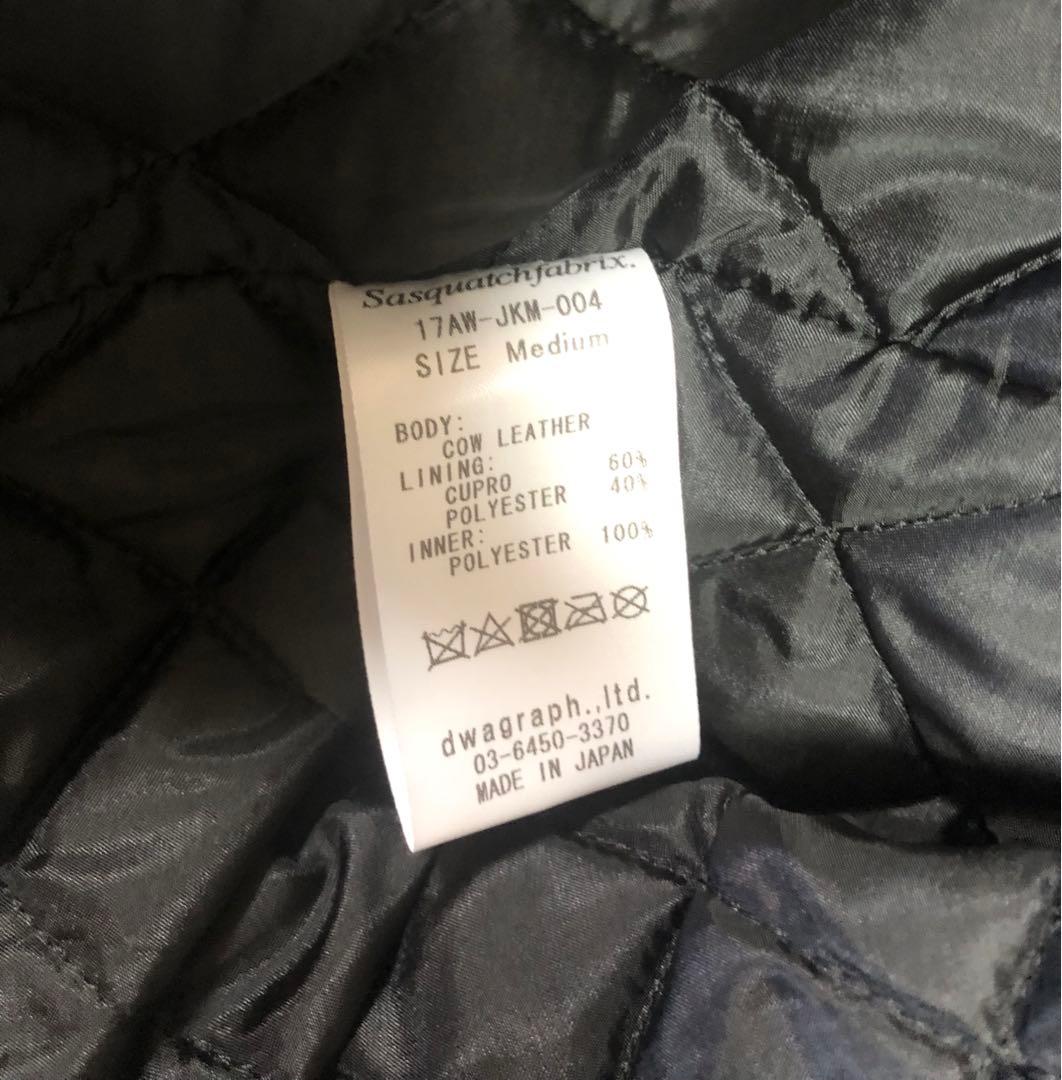 Sasquatchfabrix.
17AW-JKM-004
SIZE Medium
BODY:
COW LEATHER
LINING:
CUPRO 60%
POLYESTER 40%
INNER:
POLYESTER 100%
dwagraph.,ltd.
03-6450-3370
MADE IN JAPAN